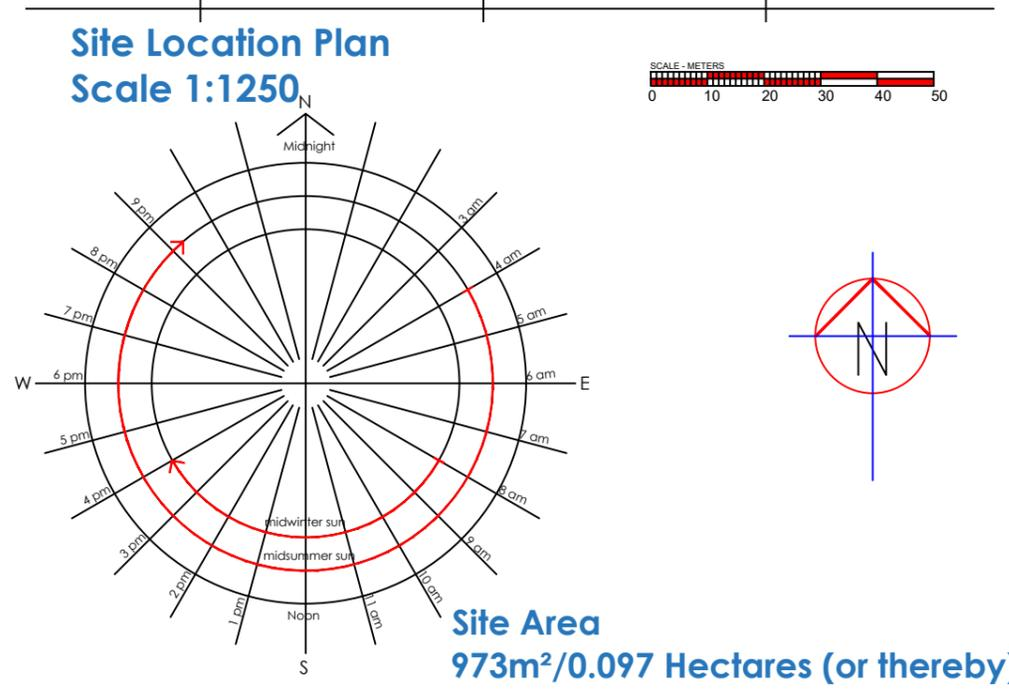 Site Location Plan
Scale 1:1250
SCALE - METERS
0 10 20 30 40 50
N
Midnight
9 pm
3 am
8 pm
4 am
7 pm
5 am
W
6 pm
6 am
E
5 pm
7 am
4 pm
8 am
3 pm
9 am
2 pm
10 am
1 pm
11 am
midwinter sun
midsummer sun
Noon
S
N
Site Area
973m²/0.097 Hectares (or thereby)